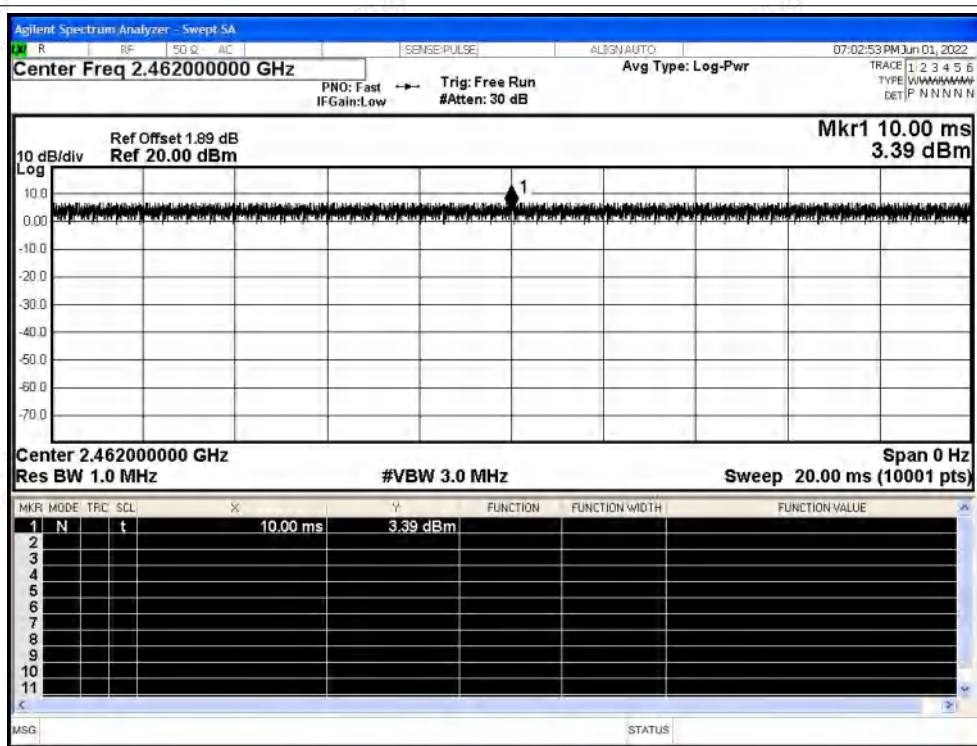 Agilent Spectrum Analyzer - Swept SA
R RF 50 Ω AC SENSE:PULSE ALIGN AUTO 07:02:53 PM Jun 01, 2022
Center Freq 2.462000000 GHz Avg Type: Log-Pwr TRACE 1 2 3 4 5 6
PNO: Fast Trig: Free Run TYPE
IFGain:Low #Atten: 30 dB DET P N N N N N
Mkr1 10.00 ms
Ref Offset 1.89 dB
10 dB/div Ref 20.00 dBm 3.39 dBm
Log
10.0
1
0.00
-10.0
-20.0
-30.0
-40.0
-50.0
-60.0
-70.0
Center 2.462000000 GHz Span 0 Hz
Res BW 1.0 MHz #VBW 3.0 MHz Sweep 20.00 ms (10001 pts)
MKR MODE TRC SCL X Y FUNCTION FUNCTION WIDTH FUNCTION VALUE
1 N t 10.00 ms 3.39 dBm
2
3
4
5
6
7
8
9
10
11
MSG STATUS